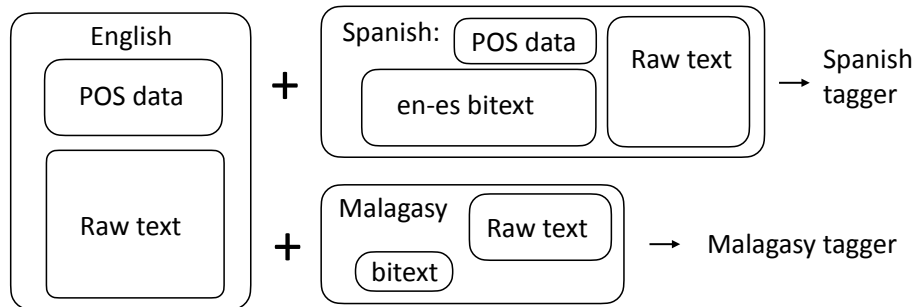 English
POS data
Raw text
+
Spanish:
POS data
en-es bitext
Raw text
Spanish
tagger
+
Malagasy
Raw text
bitext
Malagasy tagger